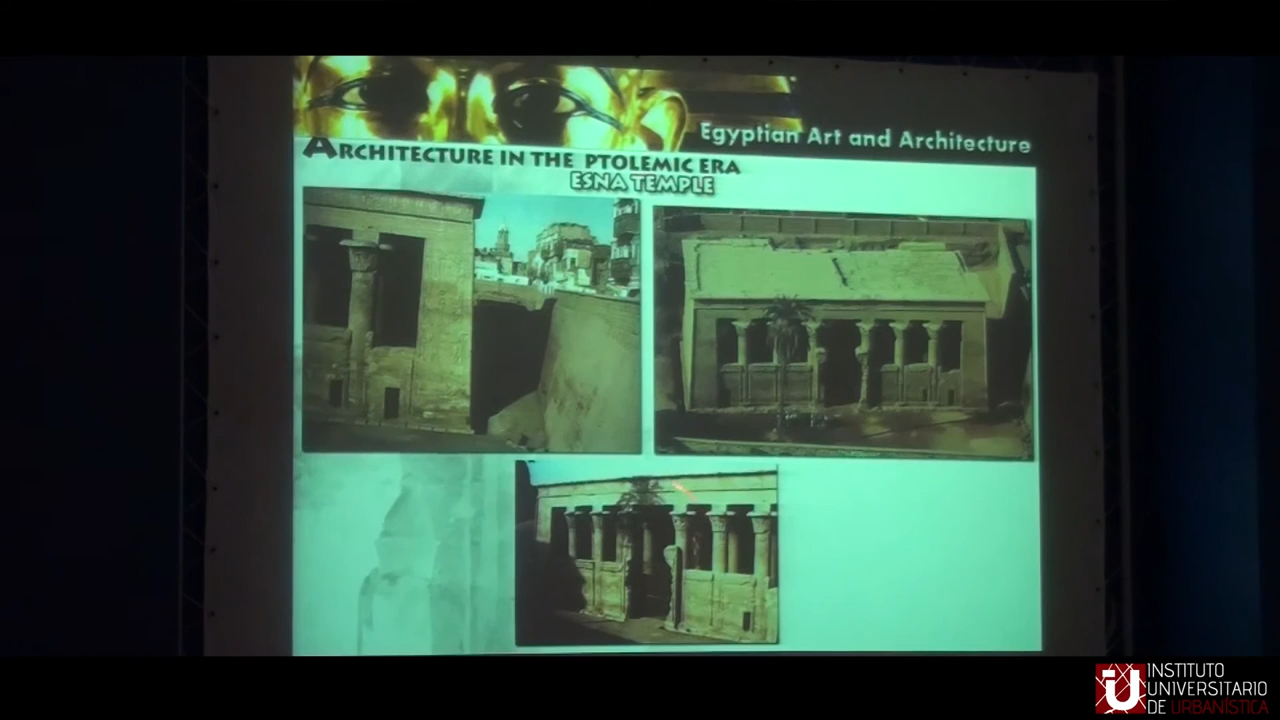 Egyptian Art and Architecture
ARCHITECTURE IN THE PTOLEMIC ERA
ESNA TEMPLE
INSTITUTO
UNIVERSITARIO
DE URBANÍSTICA